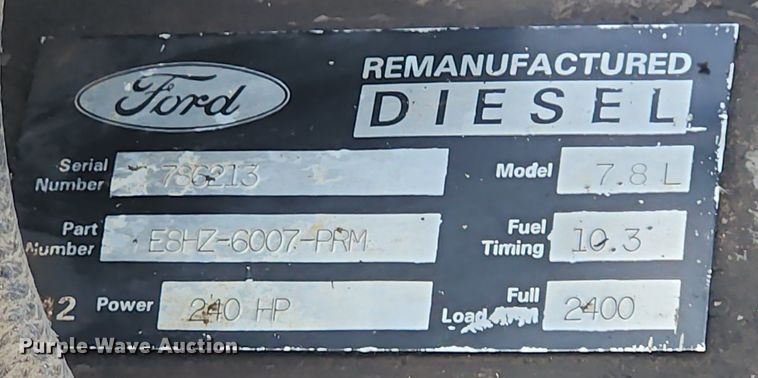 Ford
REMANUFACTURED
DIESEL
Serial Number 786213
Model 7.8 L
Part Number E8HZ-6007-PRM
Fuel Timing 10.3
Power 240 HP
Full Load 2400
Purple Wave Auction